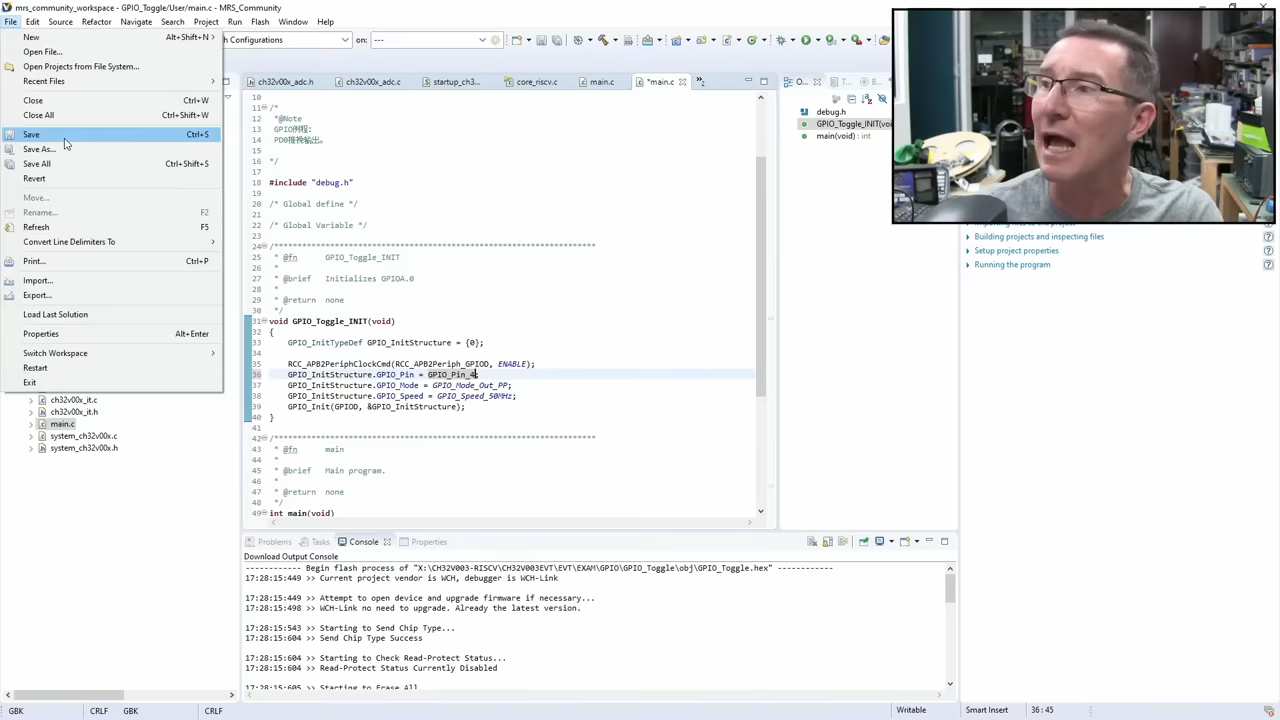 mrs_community_workspace - GPIO_Toggle/User/main.c - MRS_Community
File Edit Source Refactor Navigate Search Project Run Flash Window Help
New Alt+Shift+N >
Open File...
Open Projects from File System...
Recent Files >
Close Ctrl+W
Close All Ctrl+Shift+W
Save Ctrl+S
Save As...
Save All Ctrl+Shift+S
Revert
Move...
Rename... F2
Refresh F5
Convert Line Delimiters To >
Print... Ctrl+P
Import...
Export...
Load Last Solution
Properties Alt+Enter
Switch Workspace >
Restart
Exit
ch32v00x_it.c
ch32v00x_it.h
main.c
system_ch32v00x.c
system_ch32v00x.h
h Configurations on: ---
ch32v00x_adc.h ch32v00x_adc.c startup_ch3... core_riscv.c main.c *main.c
10
11 /*
12 *@Note
13 GPIO例程:
14 PD0推挽输出。
15
16 */
17
18 #include "debug.h"
19
20 /* Global define */
21
22 /* Global Variable */
23
24 /******************************************************************
25 * @fn GPIO_Toggle_INIT
26 *
27 * @brief Initializes GPIOA.0
28 *
29 * @return none
30 */
31 void GPIO_Toggle_INIT(void)
32 {
33 GPIO_InitTypeDef GPIO_InitStructure = {0};
34
35 RCC_APB2PeriphClockCmd(RCC_APB2Periph_GPIOD, ENABLE);
36 GPIO_InitStructure.GPIO_Pin = GPIO_Pin_4;
37 GPIO_InitStructure.GPIO_Mode = GPIO_Mode_Out_PP;
38 GPIO_InitStructure.GPIO_Speed = GPIO_Speed_50MHz;
39 GPIO_Init(GPIOD, &GPIO_InitStructure);
40 }
41
42 /******************************************************************
43 * @fn main
44 *
45 * @brief Main program.
46 *
47 * @return none
48 */
49 int main(void)
debug.h
GPIO_Toggle_INIT(voi
main(void) : int
Building projects and inspecting files
Setup project properties
Running the program
Problems Tasks Console Properties
Download Output Console
------------ Begin flash process of "X:\CH32V003-RISCV\CH32V003EVT\EVT\EXAM\GPIO\GPIO_Toggle\obj\GPIO_Toggle.hex" ------------
17:28:15:449 >> Current project vendor is WCH, debugger is WCH-Link
17:28:15:449 >> Attempt to open device and upgrade firmware if necessary...
17:28:15:498 >> WCH-Link no need to upgrade. Already the latest version.
17:28:15:543 >> Starting to Send Chip Type...
17:28:15:604 >> Send Chip Type Success
17:28:15:604 >> Starting to Check Read-Protect Status...
17:28:15:604 >> Read-Protect Status Currently Disabled
17:28:15:605 >> Starting to Erase All
GBK CRLF GBK CRLF Writable Smart Insert 36 : 45